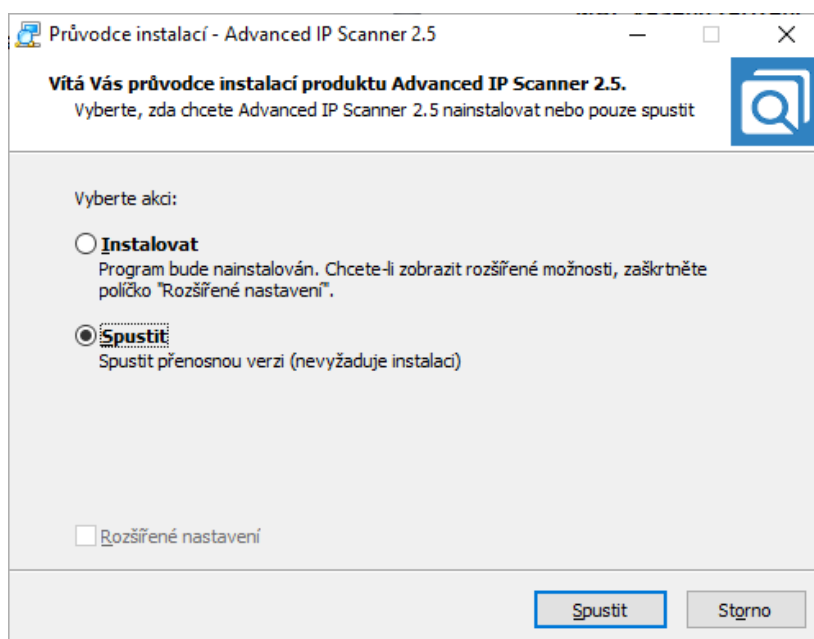 Průvodce instalací - Advanced IP Scanner 2.5
Vítá Vás průvodce instalací produktu Advanced IP Scanner 2.5.
Vyberte, zda chcete Advanced IP Scanner 2.5 nainstalovat nebo pouze spustit
Vyberte akci:
Instalovat
Program bude nainstalován. Chcete-li zobrazit rozšířené možnosti, zaškrtněte
políčko "Rozšířené nastavení".
Spustit
Spustit přenosnou verzi (nevyžaduje instalaci)
Rozšířené nastavení
Spustit
Storno